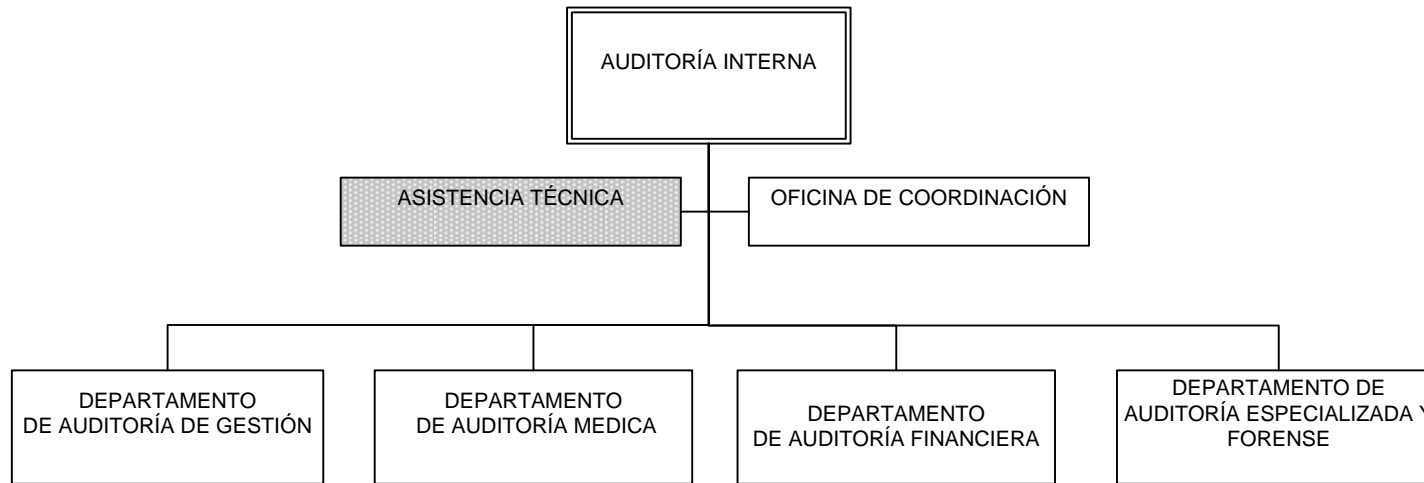 AUDITORÍA INTERNA
ASISTENCIA TÉCNICA
OFICINA DE COORDINACIÓN
DEPARTAMENTO
DE AUDITORÍA DE GESTIÓN
DEPARTAMENTO
DE AUDITORÍA MEDICA
DEPARTAMENTO
DE AUDITORÍA FINANCIERA
DEPARTAMENTO DE
AUDITORÍA ESPECIALIZADA Y
FORENSE